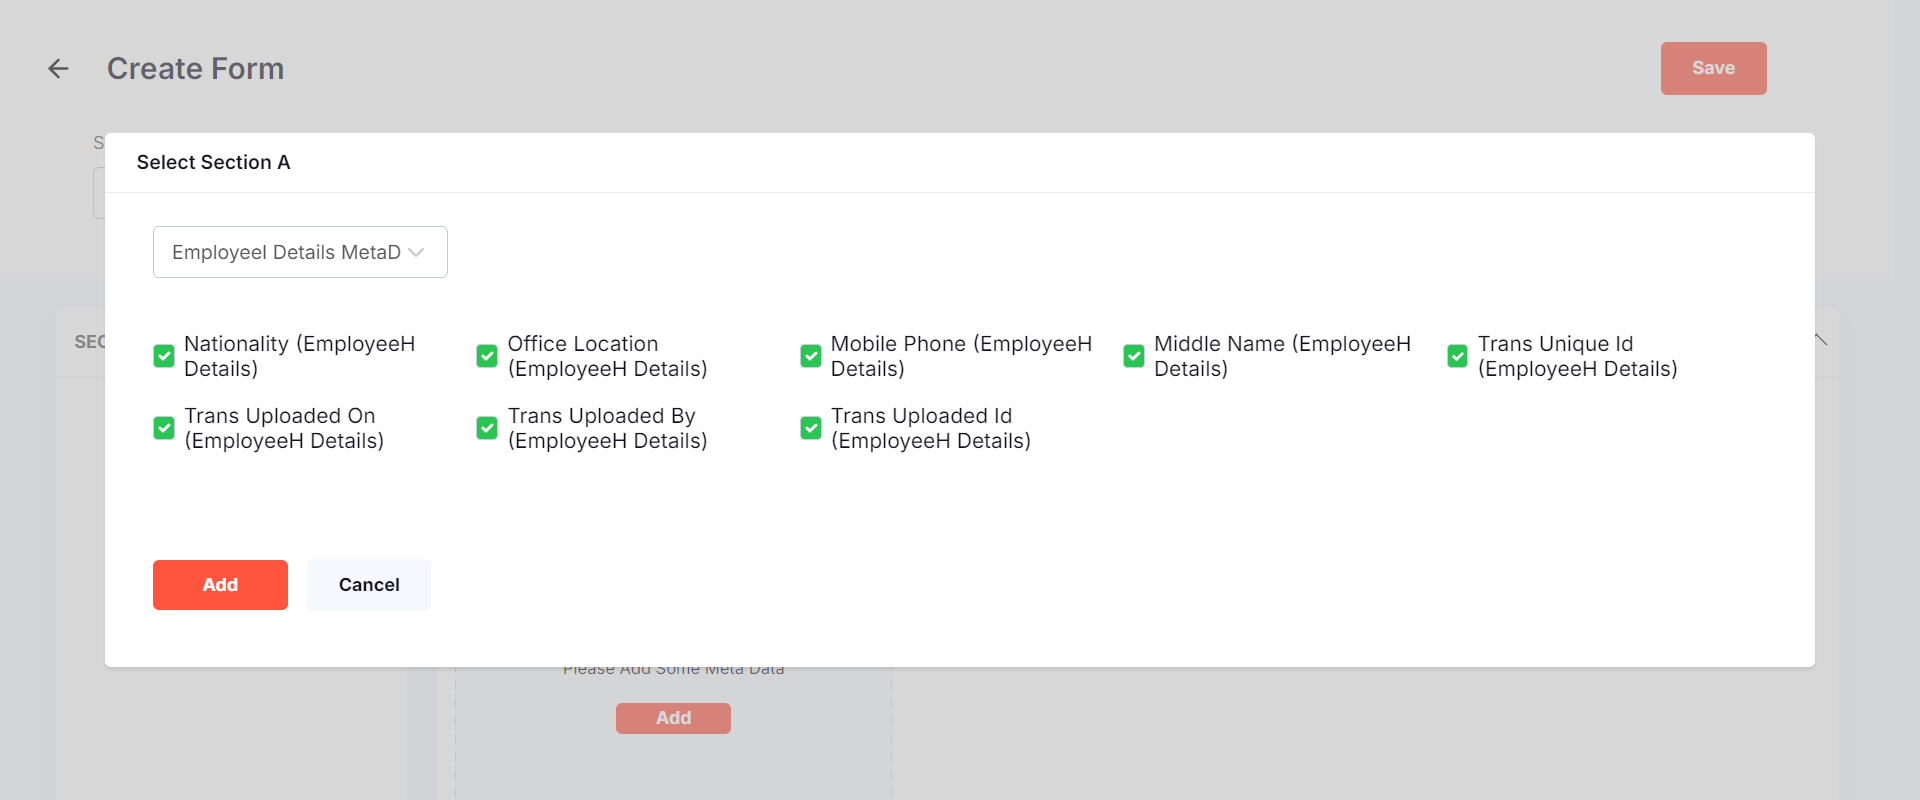 Create Form
Save
S
Select Section A
EmployeeI Details MetaD
SEC
Nationality (EmployeeH
Details)
Office Location
(EmployeeH Details)
Mobile Phone (EmployeeH
Details)
Middle Name (EmployeeH
Details)
Trans Unique Id
(EmployeeH Details)
Trans Uploaded On
(EmployeeH Details)
Trans Uploaded By
(EmployeeH Details)
Trans Uploaded Id
(EmployeeH Details)
Add
Cancel
Please Add Some Meta Data
Add